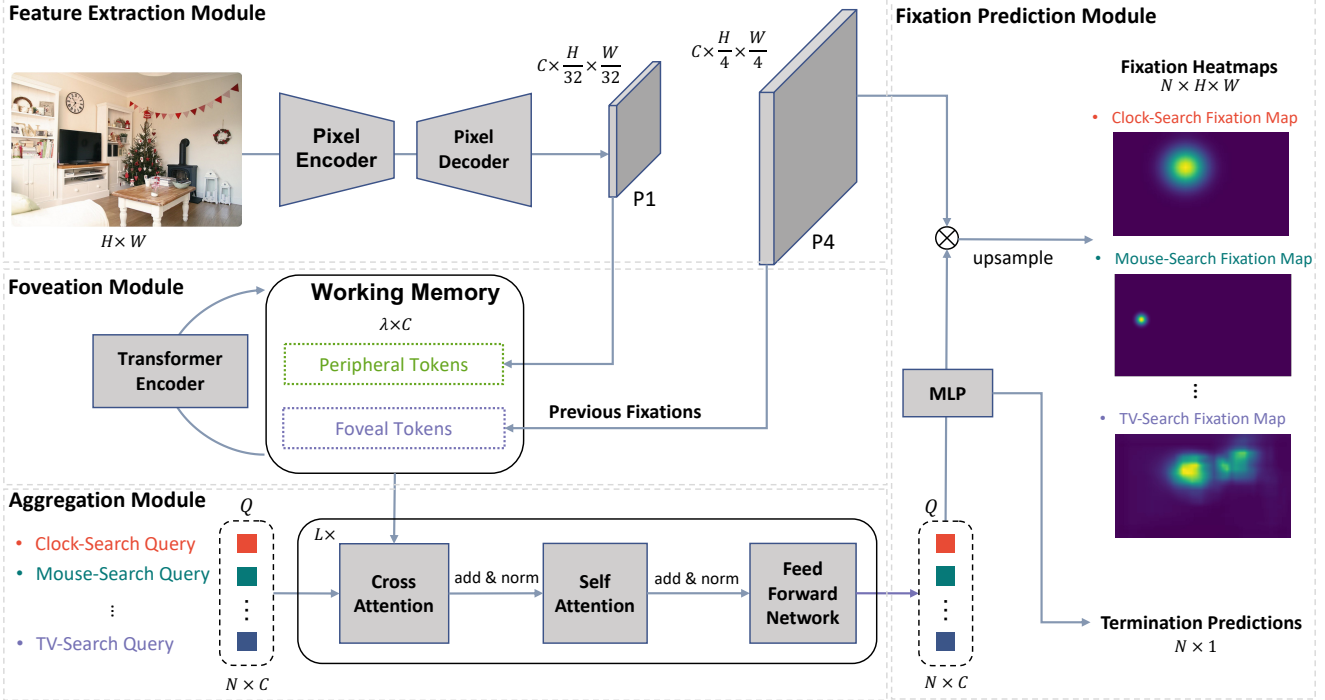 Feature Extraction Module
H × W
Pixel
Encoder
Pixel
Decoder
C × H/32 × W/32
P1
C × H/4 × W/4
P4
Foveation Module
Transformer
Encoder
Working Memory
λ×C
Peripheral Tokens
Foveal Tokens
Previous Fixations
Aggregation Module
• Clock-Search Query
• Mouse-Search Query
⋮
• TV-Search Query
Q
N × C
L×
Cross
Attention
add & norm
Self
Attention
add & norm
Feed
Forward
Network
Q
N × C
Fixation Prediction Module
MLP
upsample
Fixation Heatmaps
N × H × W
• Clock-Search Fixation Map
• Mouse-Search Fixation Map
⋮
• TV-Search Fixation Map
Termination Predictions
N × 1